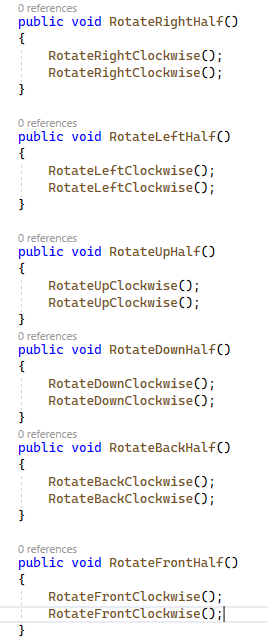 0 references
public void RotateRightHalf()
{
    RotateRightClockwise();
    RotateRightClockwise();
}
0 references
public void RotateLeftHalf()
{
    RotateLeftClockwise();
    RotateLeftClockwise();
}
0 references
public void RotateUpHalf()
{
    RotateUpClockwise();
    RotateUpClockwise();
}
0 references
public void RotateDownHalf()
{
    RotateDownClockwise();
    RotateDownClockwise();
}
0 references
public void RotateBackHalf()
{
    RotateBackClockwise();
    RotateBackClockwise();
}
0 references
public void RotateFrontHalf()
{
    RotateFrontClockwise();
    RotateFrontClockwise();
}